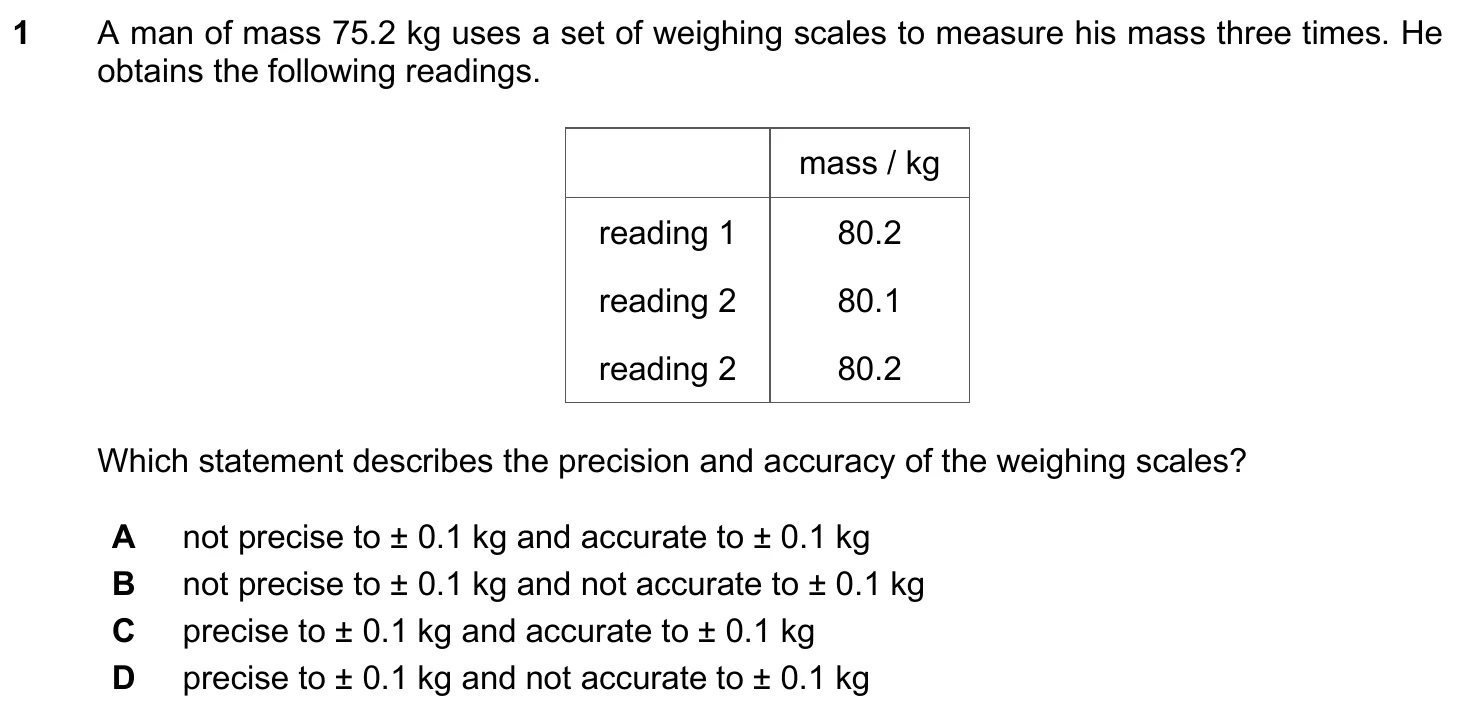 1 A man of mass 75.2 kg uses a set of weighing scales to measure his mass three times. He
obtains the following readings.
mass / kg
reading 1 80.2
reading 2 80.1
reading 2 80.2
Which statement describes the precision and accuracy of the weighing scales?
A not precise to ± 0.1 kg and accurate to ± 0.1 kg
B not precise to ± 0.1 kg and not accurate to ± 0.1 kg
C precise to ± 0.1 kg and accurate to ± 0.1 kg
D precise to ± 0.1 kg and not accurate to ± 0.1 kg